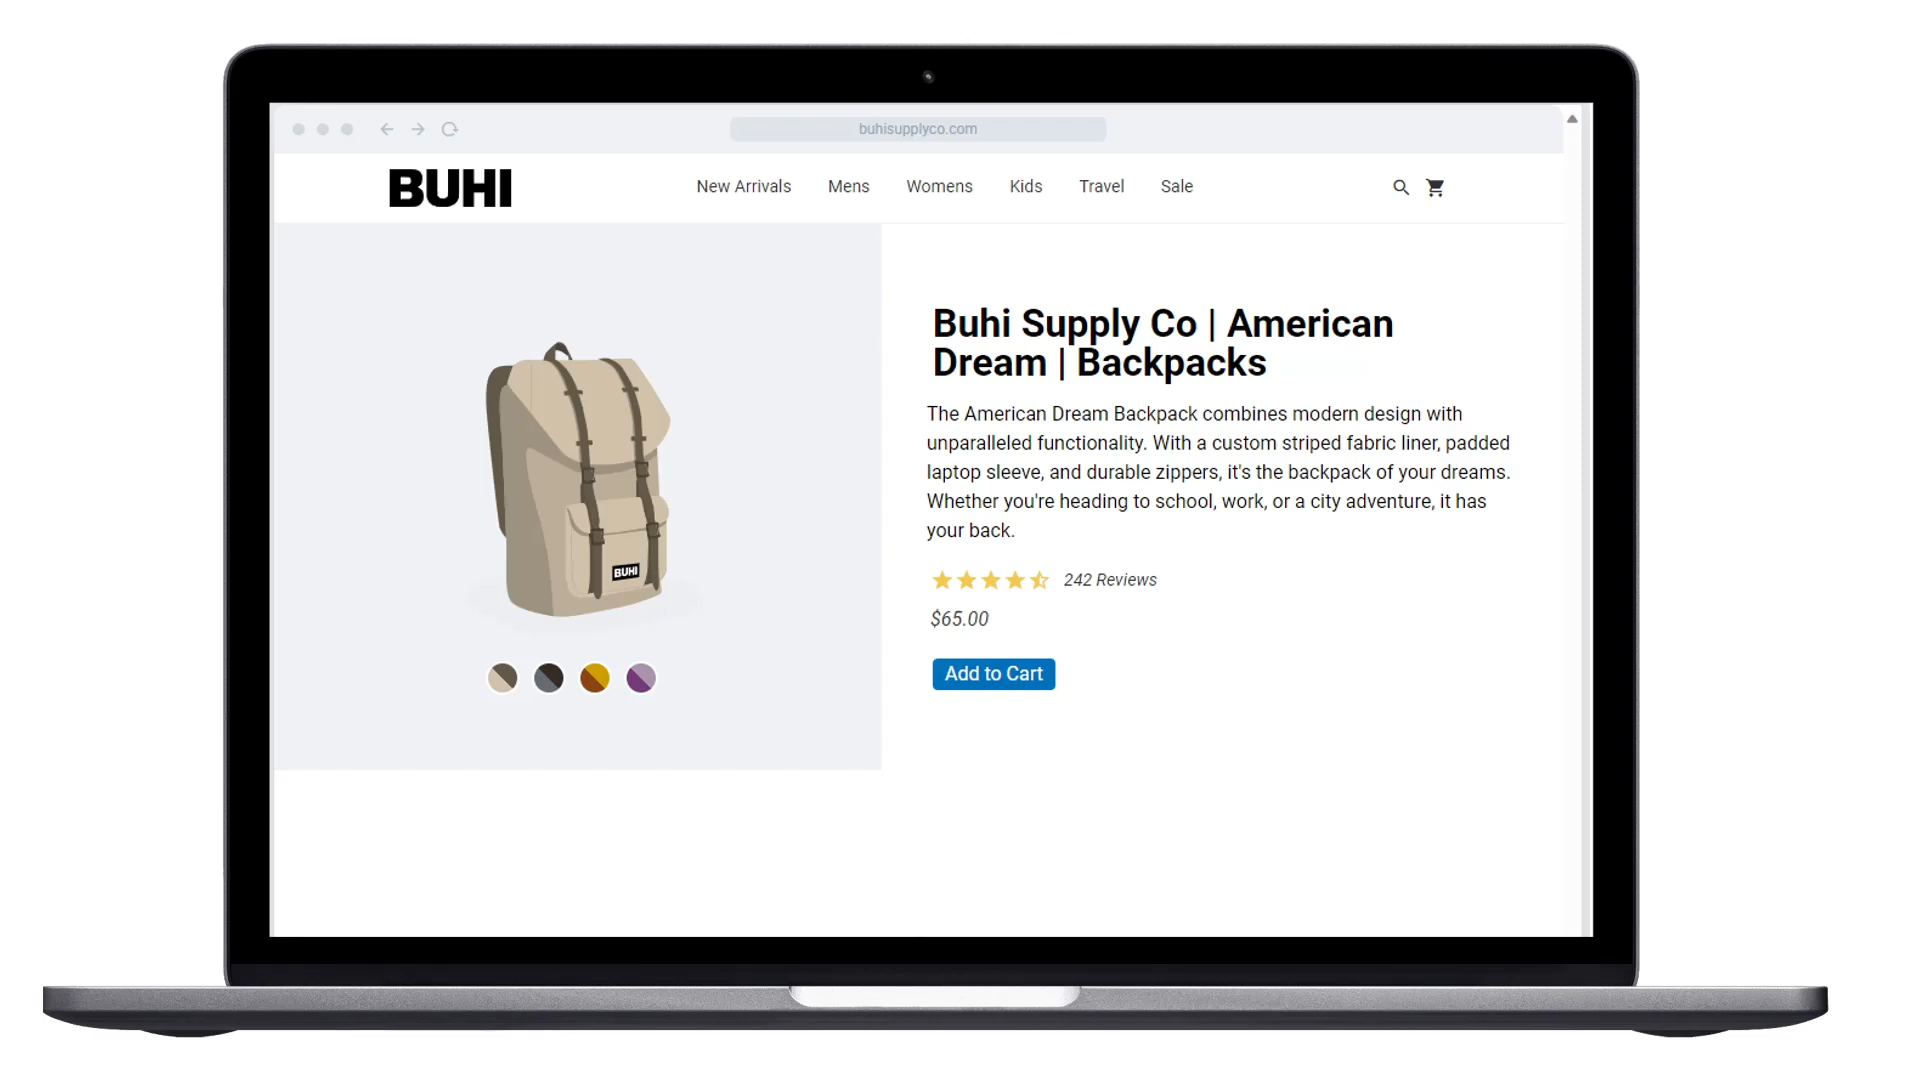 buhisupplyco.com
BUHI
New Arrivals Mens Womens Kids Travel Sale
Buhi Supply Co | American
Dream | Backpacks
The American Dream Backpack combines modern design with
unparalleled functionality. With a custom striped fabric liner, padded
laptop sleeve, and durable zippers, it's the backpack of your dreams.
Whether you're heading to school, work, or a city adventure, it has
your back.
BUHI
242 Reviews
$65.00
Add to Cart